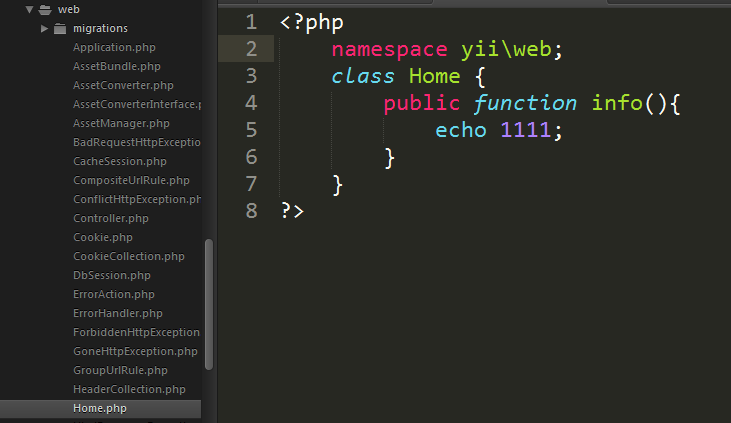 web
migrations
Application.php
AssetBundle.php
AssetConverter.php
AssetConverterInterface.p
AssetManager.php
BadRequestHttpExceptio
CacheSession.php
CompositeUrlRule.php
ConflictHttpException.ph
Controller.php
Cookie.php
CookieCollection.php
DbSession.php
ErrorAction.php
ErrorHandler.php
ForbiddenHttpException
GoneHttpException.php
GroupUrlRule.php
HeaderCollection.php
Home.php
1 <?php
2 namespace yii\web;
3 class Home {
4 public function info(){
5 echo 1111;
6 }
7 }
8 ?>